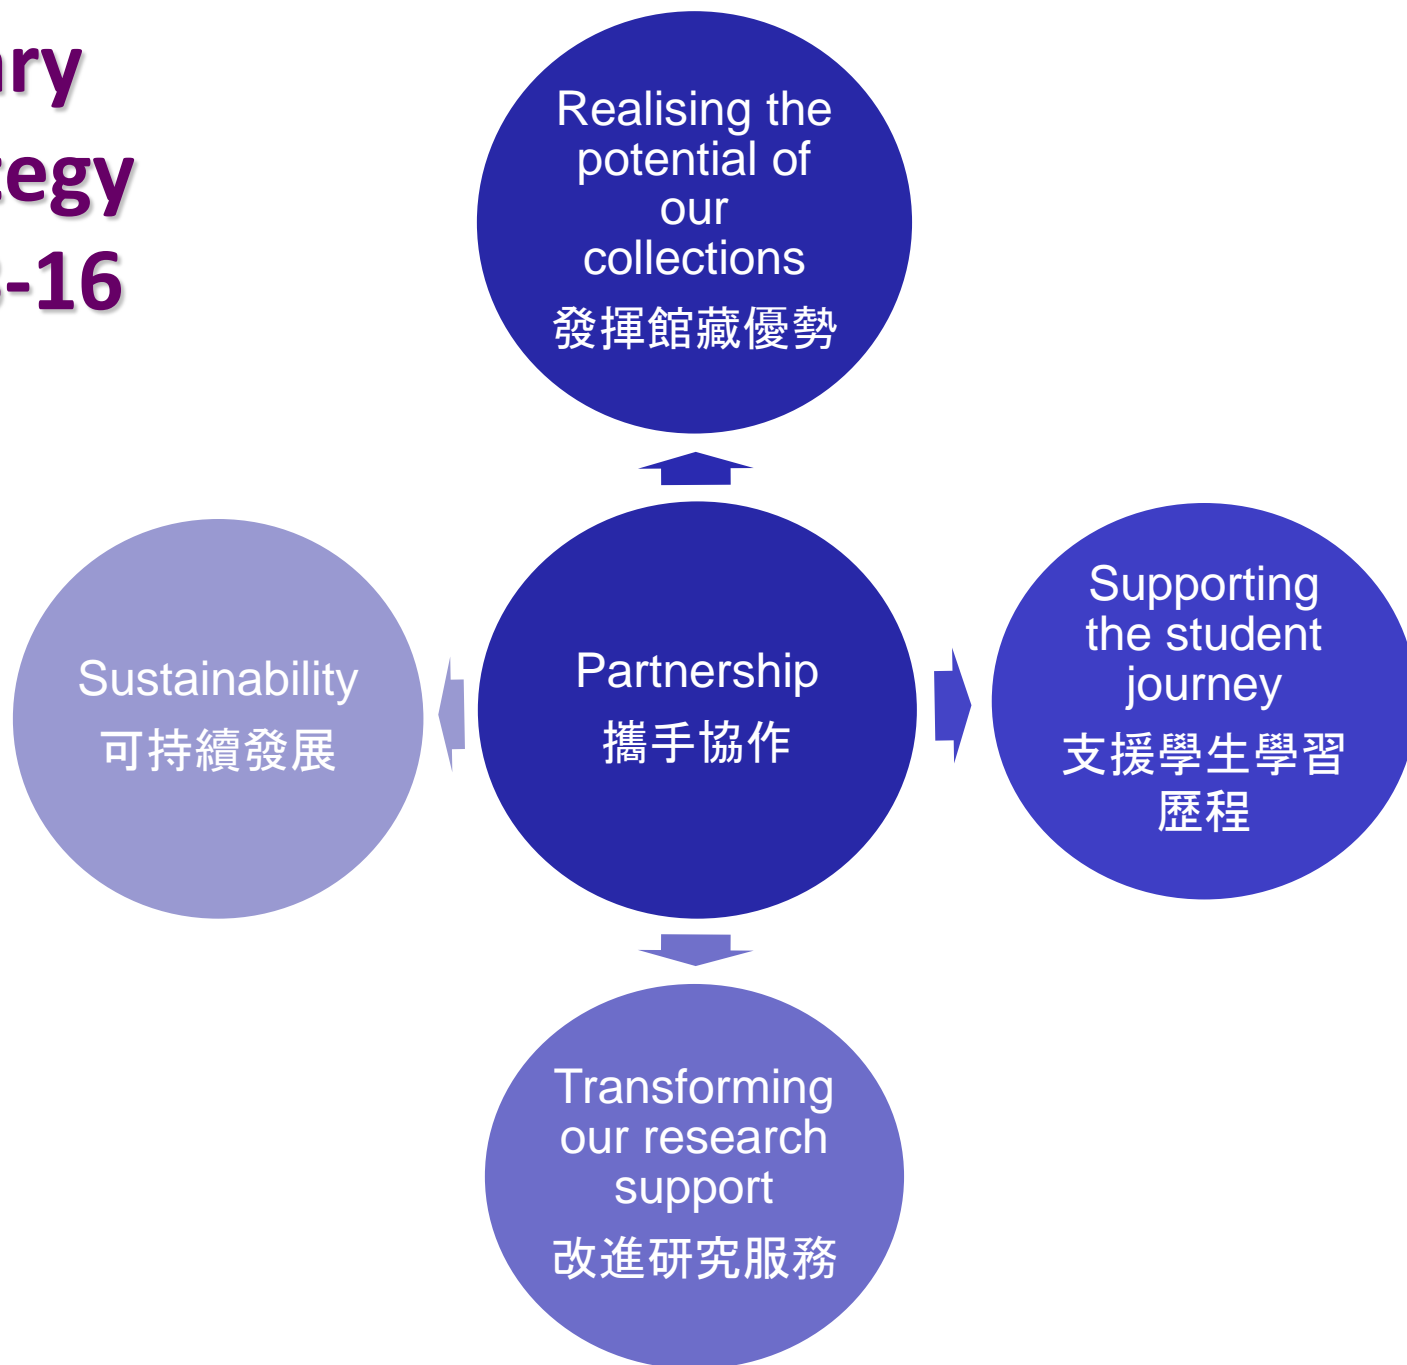 ary
tegy
-16
Realising the
potential of
our
collections
發揮館藏優勢
Sustainability
可持續發展
Partnership
攜手協作
Supporting
the student
journey
支援學生學習
歷程
Transforming
our research
support
改進研究服務